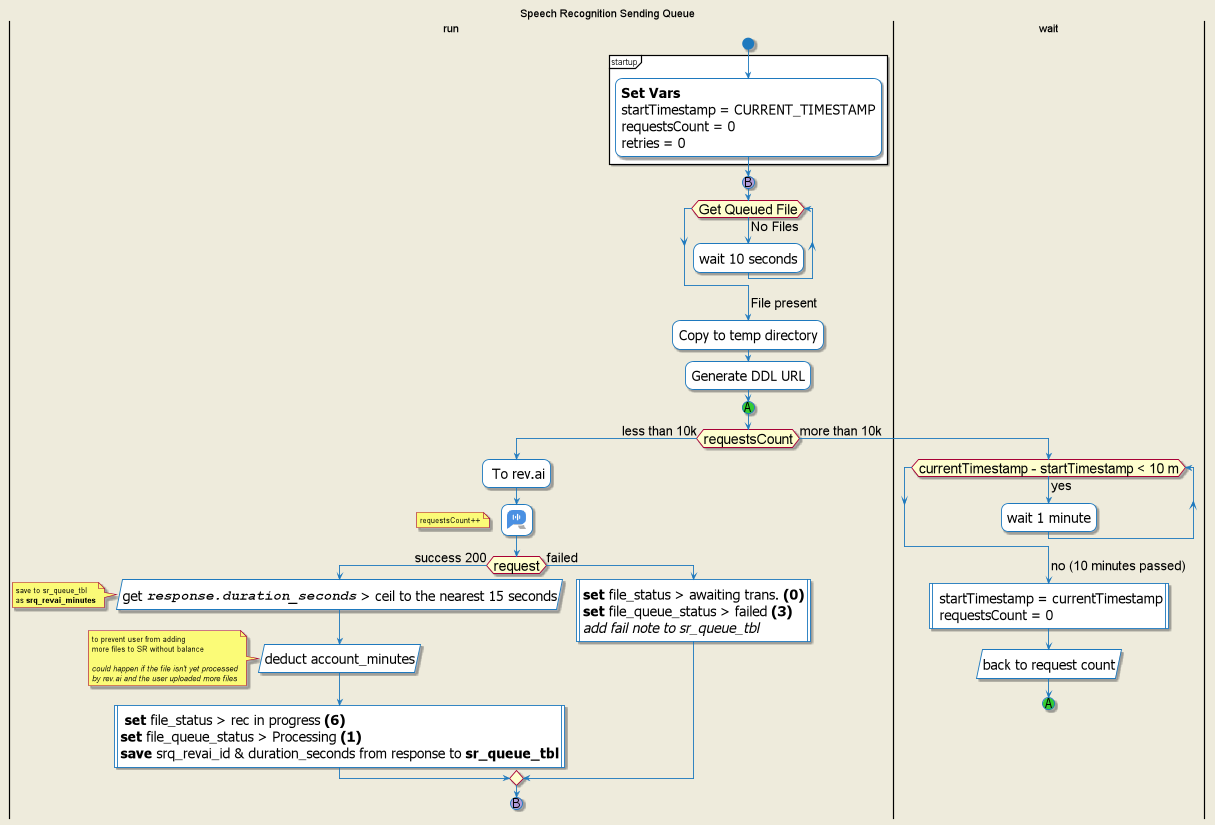 Speech Recognition Sending Queue
run
wait
startup
Set Vars
startTimestamp = CURRENT_TIMESTAMP
requestsCount = 0
retries = 0
B
Get Queued File
No Files
wait 10 seconds
File present
Copy to temp directory
Generate DDL URL
A
less than 10k
requestsCount
more than 10k
To rev.ai
requestsCount++
success 200
request
failed
save to sr_queue_tbl
as srq_revai_minutes
get response.duration_seconds > ceil to the nearest 15 seconds
to prevent user from adding
more files to SR without balance
could happen if the file isn't yet processed
by rev.ai and the user uploaded more files
deduct account_minutes
set file_status > rec in progress (6)
set file_queue_status > Processing (1)
save srq_revai_id & duration_seconds from response to sr_queue_tbl
set file_status > awaiting trans. (0)
set file_queue_status > failed (3)
add fail note to sr_queue_tbl
B
currentTimestamp - startTimestamp < 10 m
yes
wait 1 minute
no (10 minutes passed)
startTimestamp = currentTimestamp
requestsCount = 0
back to request count
A